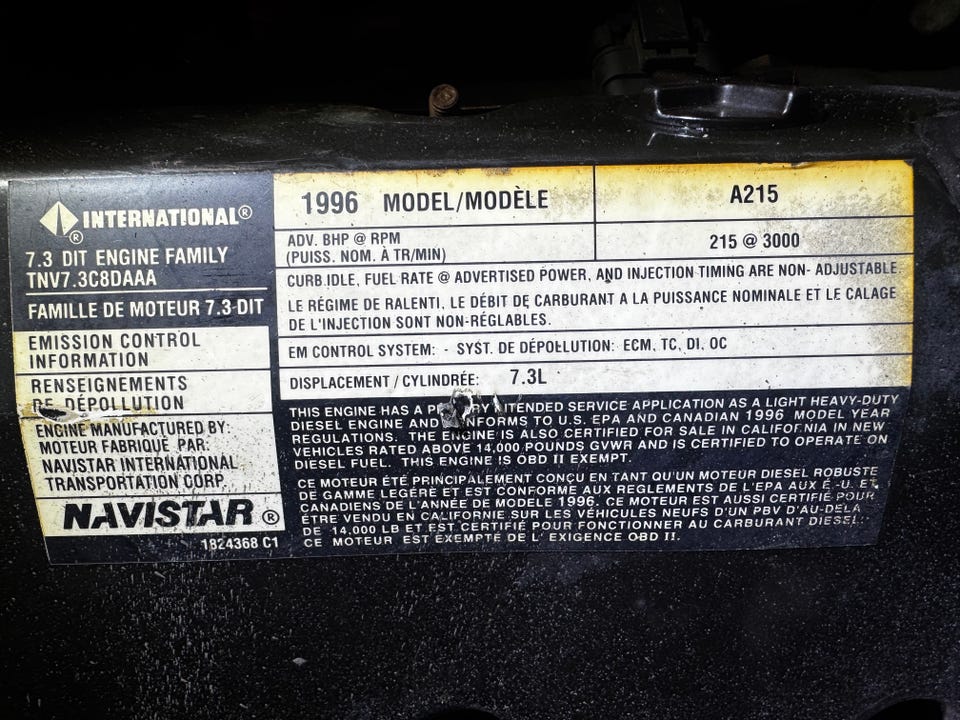 INTERNATIONAL®
®
7.3 DIT ENGINE FAMILY
TNV7.3C8DAAA
FAMILLE DE MOTEUR 7.3-DIT
EMISSION CONTROL
INFORMATION
RENSEIGNEMENTS
DE DÉPOLLUTION
ENGINE MANUFACTURED BY:
MOTEUR FABRIQUÉ PAR:
NAVISTAR INTERNATIONAL
TRANSPORTATION CORP.
NAVISTAR®
1824368 C1
1996 MODEL/MODÈLE
A215
ADV. BHP @ RPM
(PUISS. NOM. À TR/MIN)
215 @ 3000
CURB IDLE, FUEL RATE @ ADVERTISED POWER, AND INJECTION TIMING ARE NON- ADJUSTABLE.
LE RÉGIME DE RALENTI, LE DÉBIT DE CARBURANT A LA PUISSANCE NOMINALE ET LE CALAGE
DE L'INJECTION SONT NON-RÉGLABLES.
EM CONTROL SYSTEM: - SYST. DE DÉPOLLUTION: ECM, TC, DI, OC
DISPLACEMENT / CYLINDRÉE: 7.3L
THIS ENGINE HAS A INTENDED SERVICE APPLICATION AS A LIGHT HEAVY-DUTY
DIESEL ENGINE AND CONFORMS TO U.S. EPA AND CANADIAN 1996 MODEL YEAR
REGULATIONS. THE ENGINE IS ALSO CERTIFIED FOR SALE IN CALIFORNIA IN NEW
VEHICLES RATED ABOVE 14,000 POUNDS GVWR AND IS CERTIFIED TO OPERATE ON
DIESEL FUEL. THIS ENGINE IS OBD II EXEMPT.
CE MOTEUR ÉTÉ PRINCIPALEMENT CONÇU EN TANT QU'UN MOTEUR DIESEL ROBUSTE
DE GAMME LEGÉRE ET EST CONFORME AUX REGLEMENTS DE L'EPA AUX É.-U. ET
CANADIENS DE L'ANNÉE DE MODELE 1996. CE MOTEUR EST AUSSI CERTIFIÉ POUR
ÉTRE VENDU EN CALIFORNIE SUR LES VÉHICULES NEUFS D'UN PBV D'AU-DELA
DE 14,000 LB ET EST CERTIFIÉ POUR FONCTIONNER AU CARBURANT DIESEL.
CE MOTEUR EST EXEMPTE DE L' EXIGENCE OBD II.